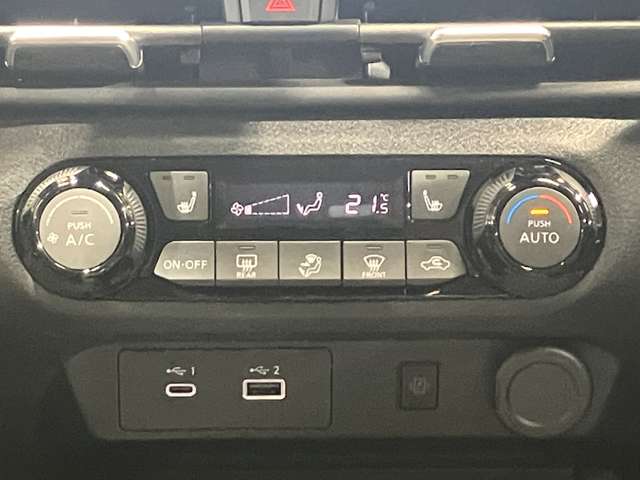 PUSH
A/C
21.5°C
PUSH
AUTO
ON·OFF
REAR
FRONT
1
2